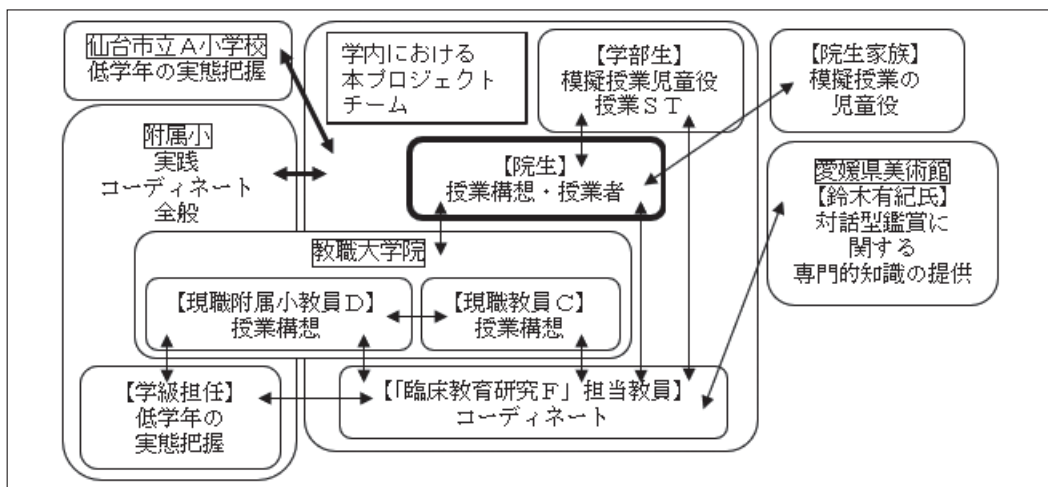 仙台市立A小学校
低学年の実態把握
附属小
実践
コーディネート
全般
学内における
本プロジェクト
チーム
【学部生】
模擬授業児童役
授業ST
【院生家族】
模擬授業の
児童役
【院生】
授業構想・授業者
愛媛県美術館
【鈴木有紀氏】
対話型鑑賞に
関する
専門的知識の提供
教職大学院
【現職附属小教員D】
授業構想
【現職教員C】
授業構想
【学級担任】
低学年の
実態把握
【「臨床教育研究F」担当教員】
コーディネート